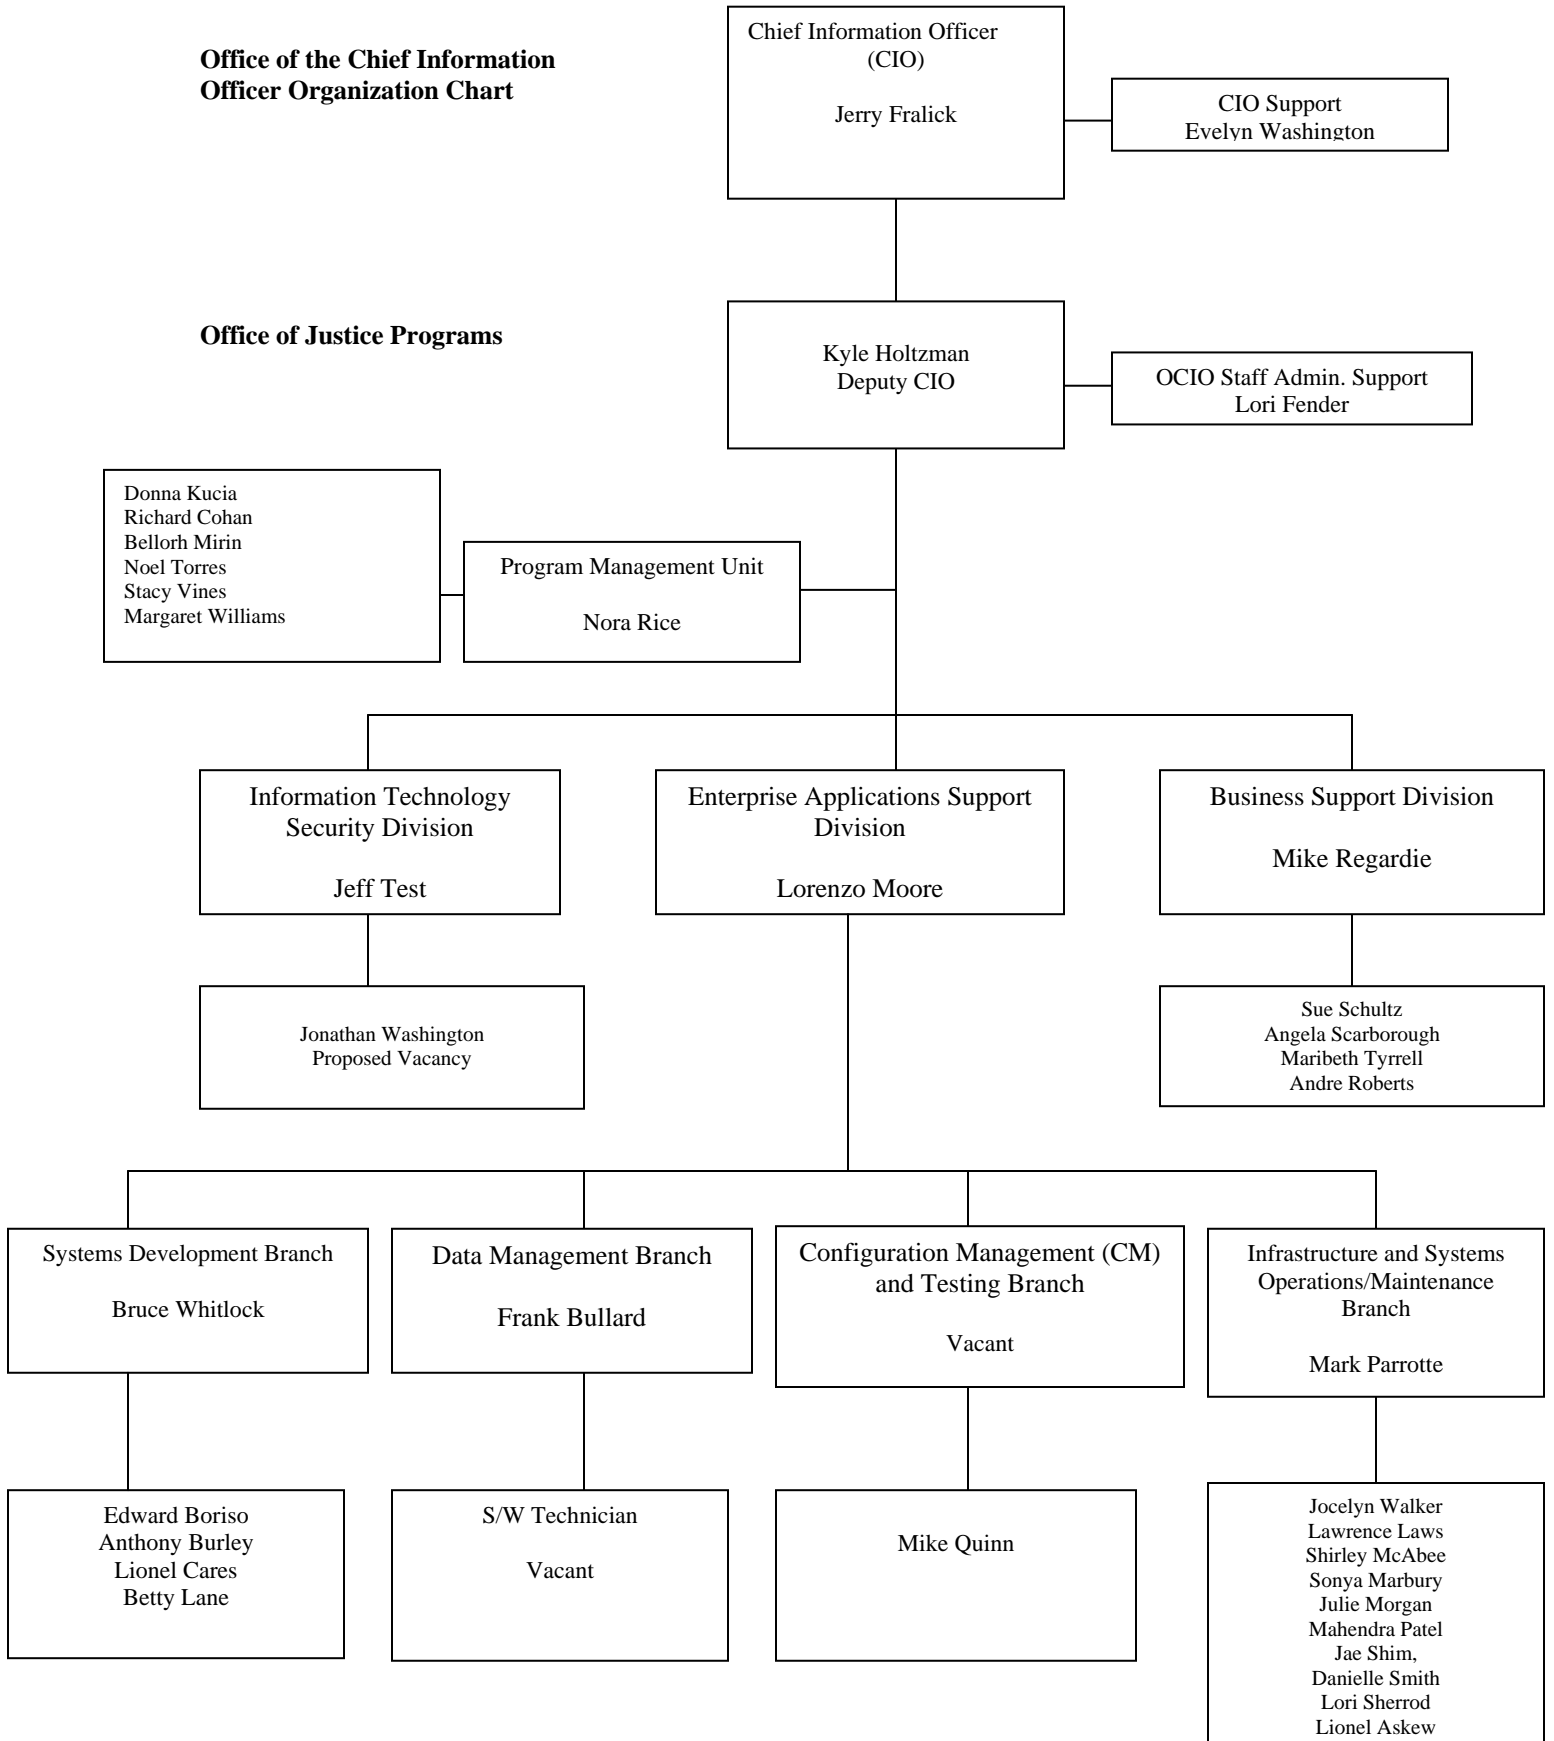 Chief Information Officer
(CIO)
Jerry Fralick
Office of the Chief Information
Officer Organization Chart
CIO Support
Evelyn Washington
Office of Justice Programs
Kyle Holtzman
Deputy CIO
OCIO Staff Admin. Support
Lori Fender
Donna Kucia
Richard Cohan
Bellorh Mirin
Noel Torres
Stacy Vines
Margaret Williams
Program Management Unit
Nora Rice
Information Technology
Security Division
Jeff Test
Enterprise Applications Support
Division
Lorenzo Moore
Business Support Division
Mike Regardie
Jonathan Washington
Proposed Vacancy
Sue Schultz
Angela Scarborough
Maribeth Tyrrell
Andre Roberts
Systems Development Branch
Bruce Whitlock
Data Management Branch
Frank Bullard
Configuration Management (CM)
and Testing Branch
Vacant
Infrastructure and Systems
Operations/Maintenance
Branch
Mark Parrotte
Edward Boriso
Anthony Burley
Lionel Cares
Betty Lane
S/W Technician
Vacant
Mike Quinn
Jocelyn Walker
Lawrence Laws
Shirley McAbee
Sonya Marbury
Julie Morgan
Mahendra Patel
Jae Shim,
Danielle Smith
Lori Sherrod
Lionel Askew